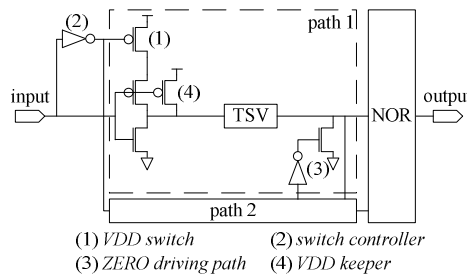 (2)
path 1
(1)
input
(4)
output
TSV
NOR
(3)
path 2
(1) VDD switch (2) switch controller
(3) ZERO driving path (4) VDD keeper